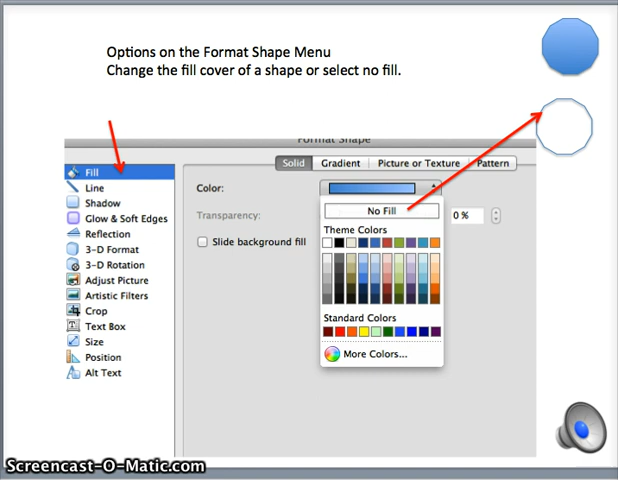 Options on the Format Shape Menu
Change the fill cover of a shape or select no fill.
Format Shape
Fill
Line
Shadow
Glow & Soft Edges
Reflection
3-D Format
3-D Rotation
Adjust Picture
Artistic Filters
Crop
Text Box
Size
Position
Alt Text
Solid Gradient Picture or Texture Pattern
Color:
No Fill
Transparency: 0 %
Theme Colors
Slide background fill
Standard Colors
More Colors...
Screencast-O-Matic.com